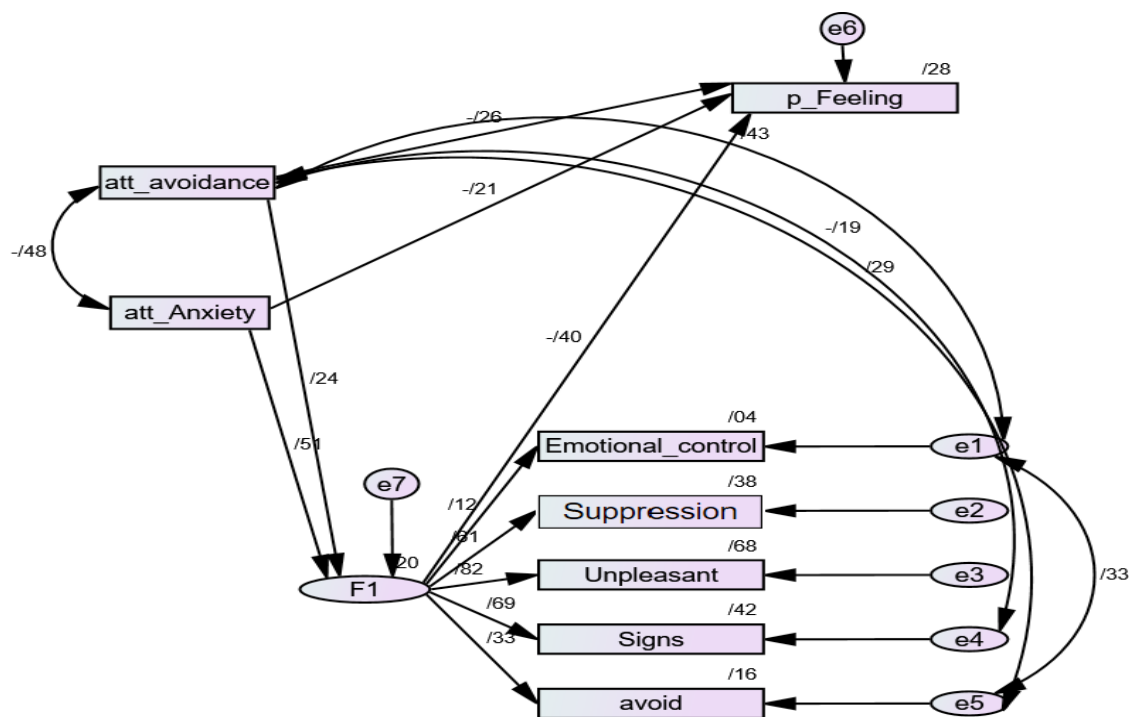 e6
/28
p_Feeling
-/26
/43
att_avoidance
-/21
-/19
-/48
/29
att_Anxiety
-/40
/24
/04
/51
Emotional_control
e1
/38
e7
/12
Suppression
e2
/61
/68
/20
/82
Unpleasant
e3
/33
F1
/69
/42
Signs
e4
/33
/16
avoid
e5